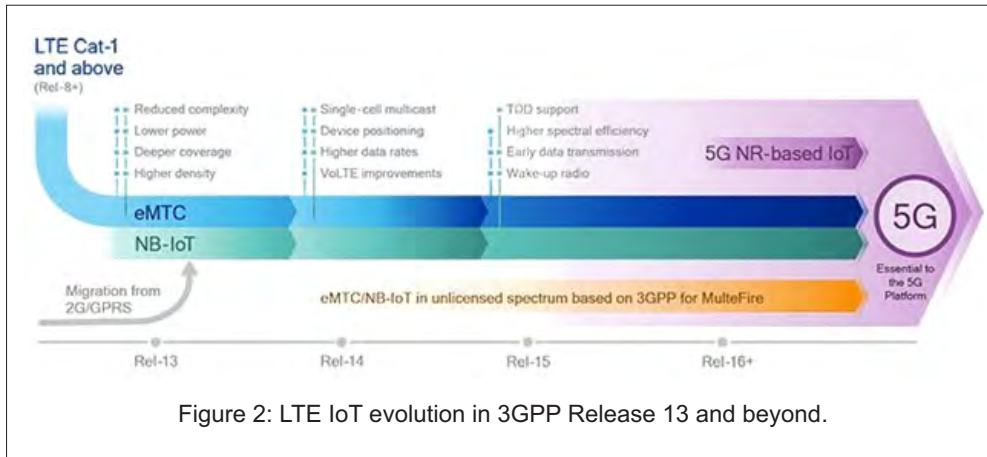 LTE Cat-1
and above
(Rel-8+)
Reduced complexity
Lower power
Deeper coverage
Higher density
Single-cell multicast
Device positioning
Higher data rates
VoLTE improvements
TDD support
Higher spectral efficiency
Early data transmission
Wake-up radio
5G NR-based IoT
eMTC
NB-IoT
5G
Essential to
the 5G
Platform
Migration from
2G/GPRS
eMTC/NB-IoT in unlicensed spectrum based on 3GPP for MulteFire
Rel-13
Rel-14
Rel-15
Rel-16+
Figure 2: LTE IoT evolution in 3GPP Release 13 and beyond.